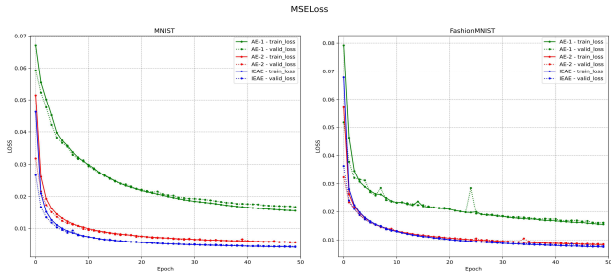 MSELoss
MNIST
0.07
0.06
0.05
0.04
0.03
0.02
0.01
LOSS
0
10
20
30
40
50
Epoch
AE-1 - train_loss
AE-1 - valid_loss
AE-2 - train_loss
AE-2 - valid_loss
IEAE - train_loss
IEAE - valid_loss
FashionMNIST
0.08
0.07
0.06
0.05
0.04
0.03
0.02
0.01
LOSS
0
10
20
30
40
50
Epoch
AE-1 - train_loss
AE-1 - valid_loss
AE-2 - train_loss
AE-2 - valid_loss
IEAE - train_loss
IEAE - valid_loss